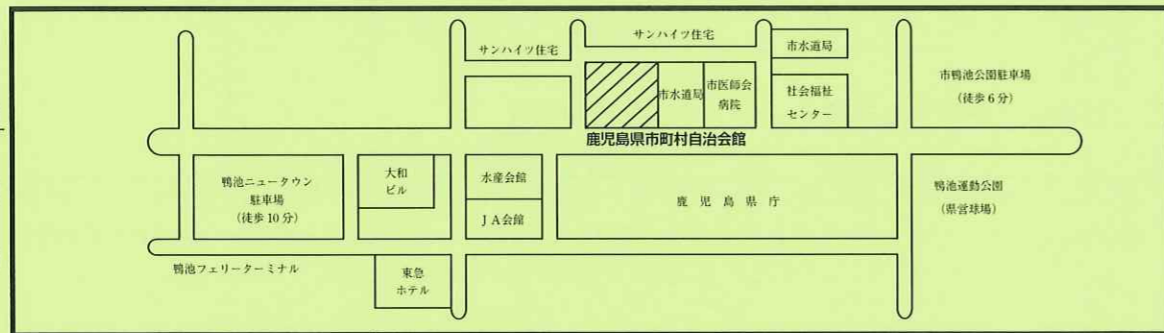 サンハイツ住宅
サンハイツ住宅
市水道局
市水道局
市医師会
病院
社会福祉
センター
市鴨池公園駐車場
(徒歩6分)
鹿児島県市町村自治会館
鴨池ニュータウン
駐車場
(徒歩10分)
大和
ビル
水産会館
JA会館
鹿児島県庁
鴨池運動公園
(県営球場)
鴨池フェリーターミナル
東急
ホテル